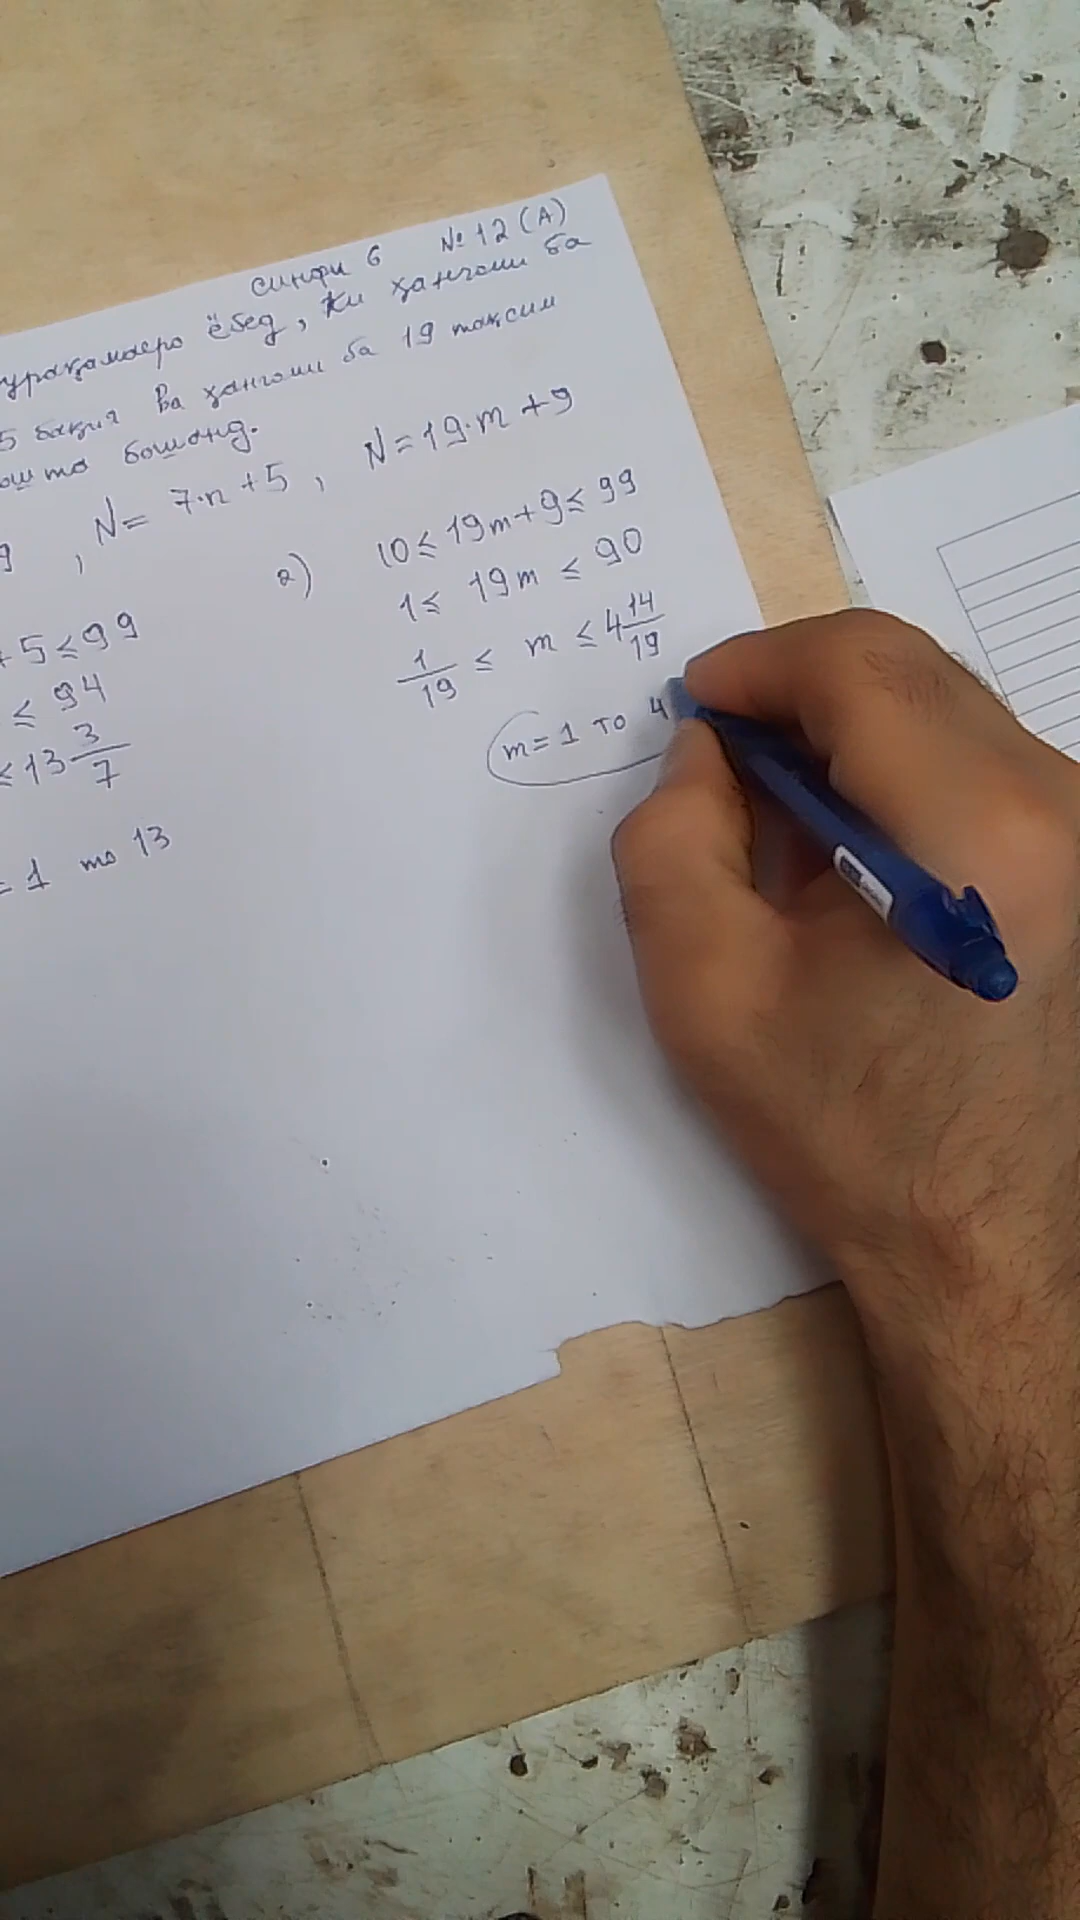 синфи 6 № 12 (A)
ёбед, ки ҳангоми ба
5 бақия ва ҳангоми ба 19 тақсим
бошанд.
9 , N = 7·n + 5 , N = 19·m + 9
+ 5 ≤ 99
≤ 94
≤ 13 3/7
= 1 то 13
2) 10 ≤ 19m + 9 ≤ 99
1 ≤ 19m ≤ 90
1/19 ≤ m ≤ 4 14/19
m = 1 то 4